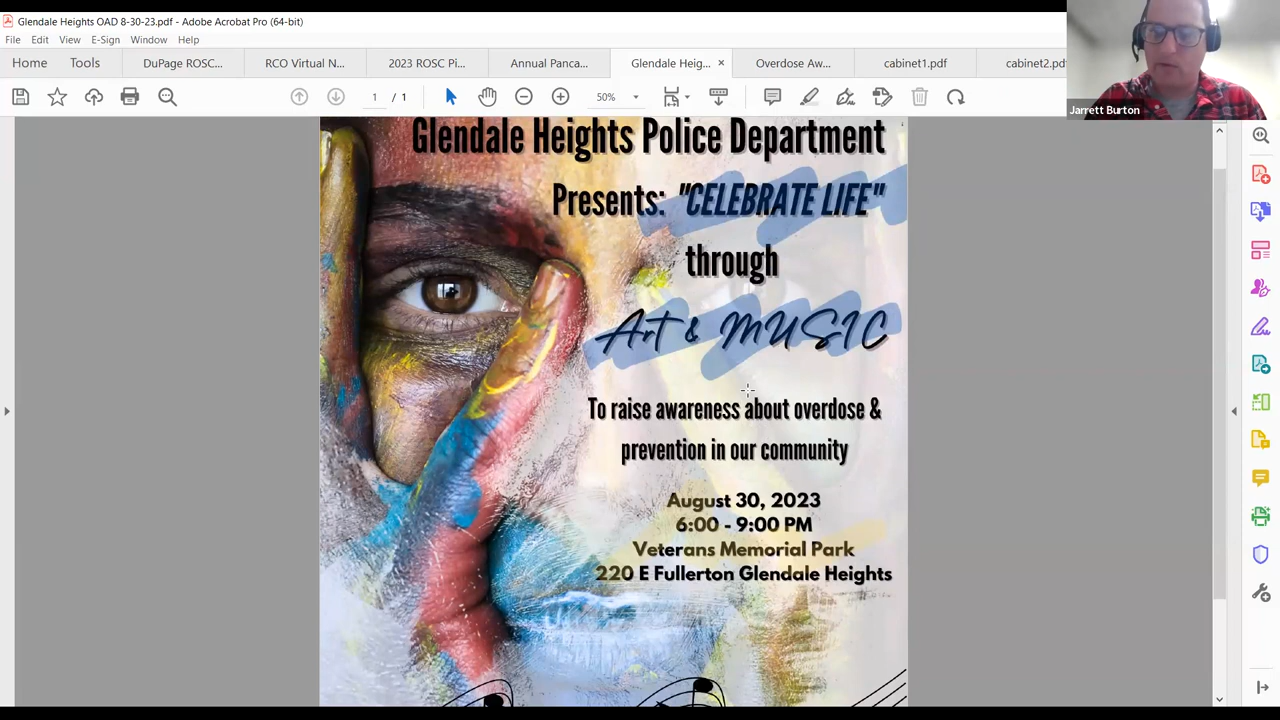 Glendale Heights OAD 8-30-23.pdf - Adobe Acrobat Pro (64-bit)
File Edit View E-Sign Window Help
Home Tools DuPage ROSC... RCO Virtual N... 2023 ROSC Pi... Annual Panca... Glendale Heig... × Overdose Aw... cabinet1.pdf cabinet2.pdf
1 / 1 50%
Jarrett Burton
Glendale Heights Police Department
Presents: "CELEBRATE LIFE"
through
Art & MUSIC
To raise awareness about overdose &
prevention in our community
August 30, 2023
6:00 - 9:00 PM
Veterans Memorial Park
220 E Fullerton Glendale Heights